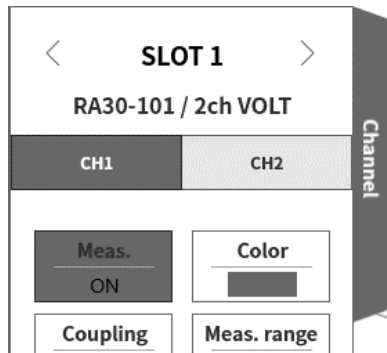 SLOT 1
RA30-101 / 2ch VOLT
CH1 CH2
Channel
Meas. Color
ON
Coupling Meas. range